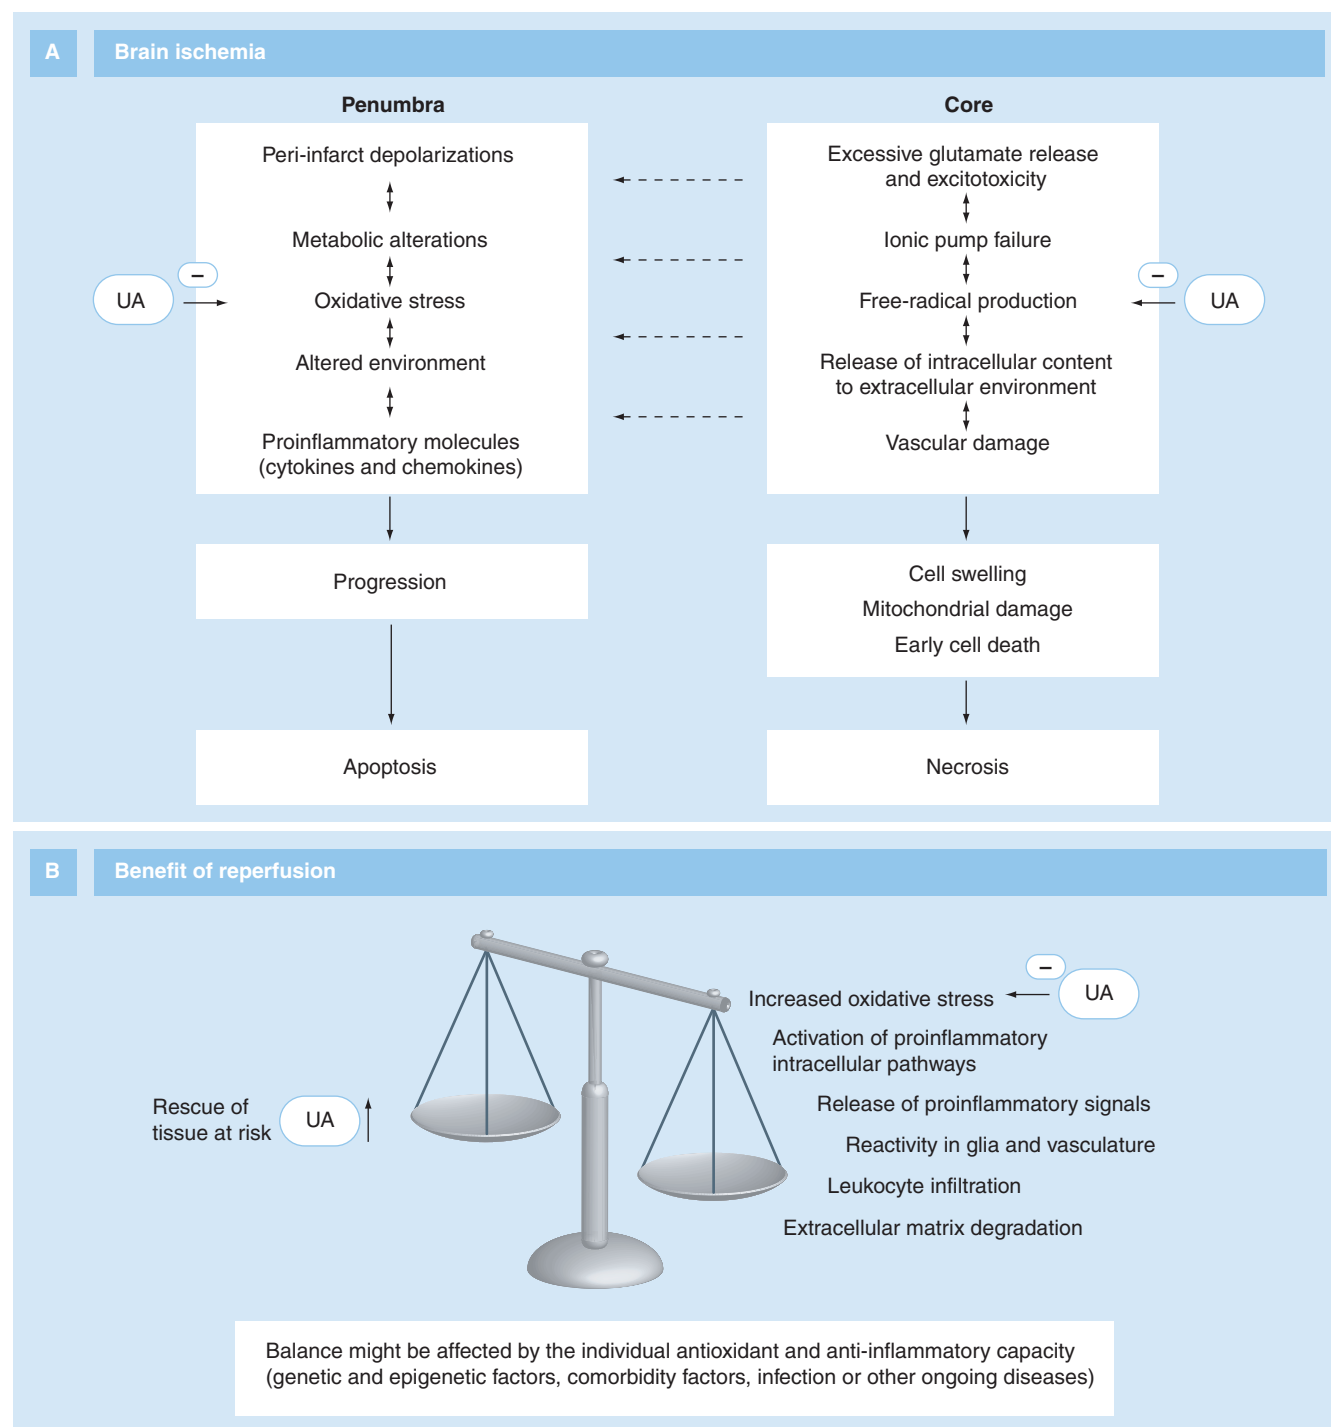 A
Brain ischemia
Penumbra
Peri-infarct depolarizations
Metabolic alterations
UA
–
Oxidative stress
Altered environment
Proinflammatory molecules
(cytokines and chemokines)
Progression
Apoptosis
Core
Excessive glutamate release
and excitotoxicity
Ionic pump failure
Free-radical production
–
UA
Release of intracellular content
to extracellular environment
Vascular damage
Cell swelling
Mitochondrial damage
Early cell death
Necrosis
B
Benefit of reperfusion
Rescue of
tissue at risk
UA
Increased oxidative stress
–
UA
Activation of proinflammatory
intracellular pathways
Release of proinflammatory signals
Reactivity in glia and vasculature
Leukocyte infiltration
Extracellular matrix degradation
Balance might be affected by the individual antioxidant and anti-inflammatory capacity
(genetic and epigenetic factors, comorbidity factors, infection or other ongoing diseases)